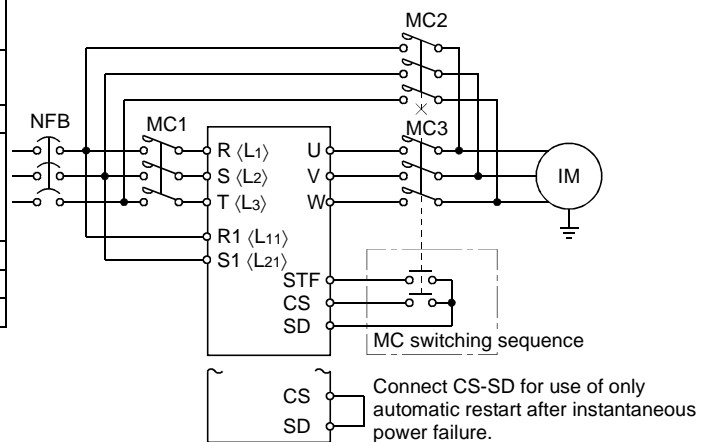 MC2
NFB
MC1
MC3
R ⟨L1⟩
U
S ⟨L2⟩
V
IM
T ⟨L3⟩
W
R1 ⟨L11⟩
S1 ⟨L21⟩
STF
CS
SD
MC switching sequence
CS
SD
Connect CS-SD for use of only
automatic restart after instantaneous
power failure.